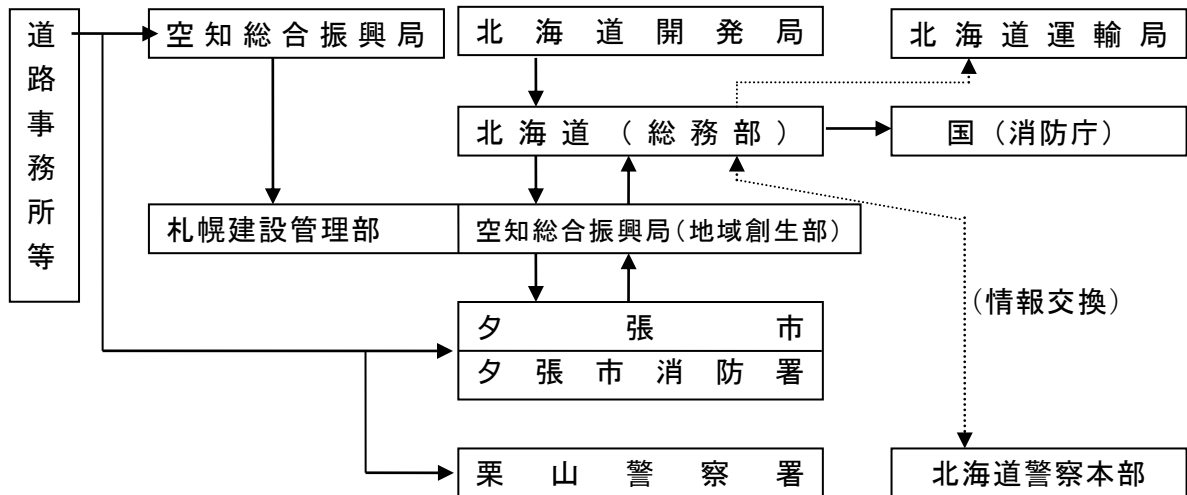 道路事務所等
空知総合振興局
北海道開発局
北海道運輸局
北海道(総務部)
国(消防庁)
札幌建設管理部
空知総合振興局(地域創生部)
(情報交換)
夕張市
夕張市消防署
栗山警察署
北海道警察本部